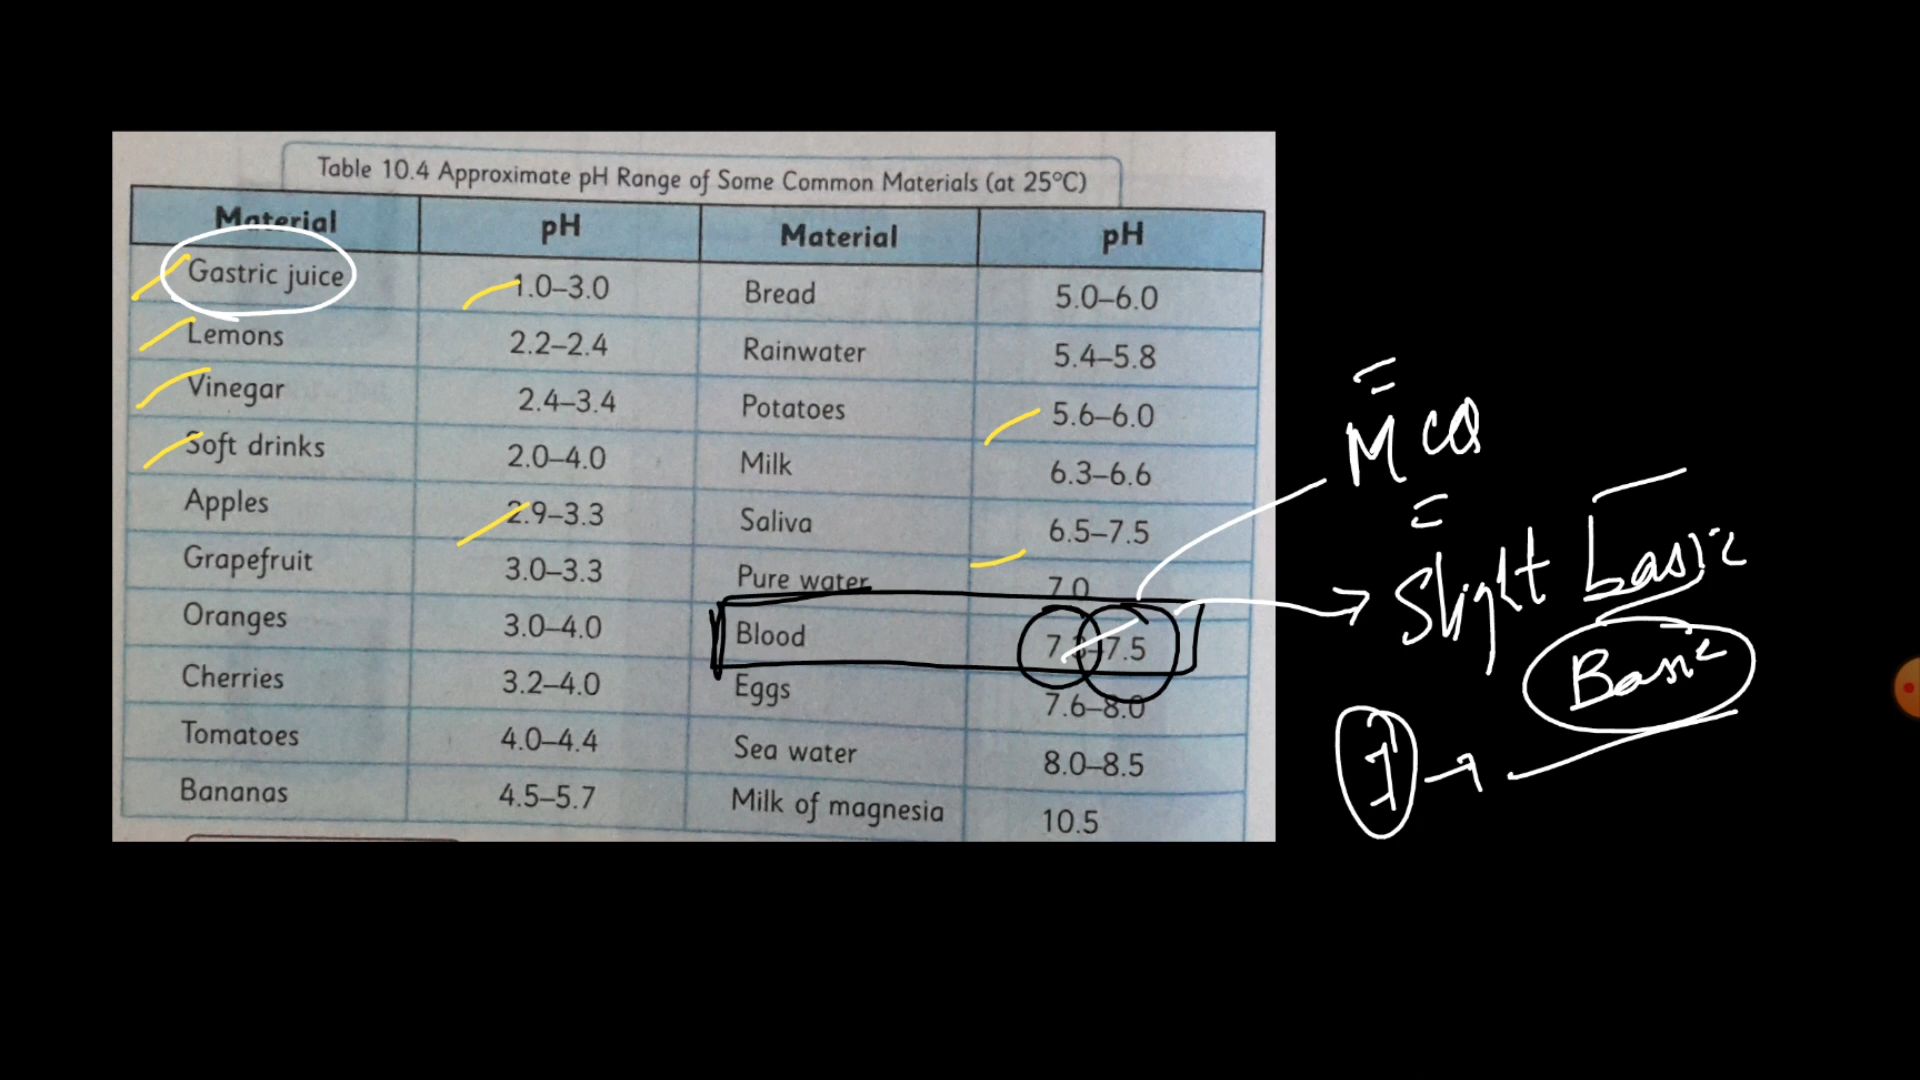 Table 10.4 Approximate pH Range of Some Common Materials (at 25°C)
Material pH Material pH
Gastric juice 1.0–3.0 Bread 5.0–6.0
Lemons 2.2–2.4 Rainwater 5.4–5.8
Vinegar 2.4–3.4 Potatoes 5.6–6.0
Soft drinks 2.0–4.0 Milk 6.3–6.6
Apples 2.9–3.3 Saliva 6.5–7.5
Grapefruit 3.0–3.3 Pure water 7.0
Oranges 3.0–4.0 Blood 7.3–7.5
Cherries 3.2–4.0 Eggs 7.6–8.0
Tomatoes 4.0–4.4 Sea water 8.0–8.5
Bananas 4.5–5.7 Milk of magnesia 10.5
MCQ
Slight basic
Basic
7